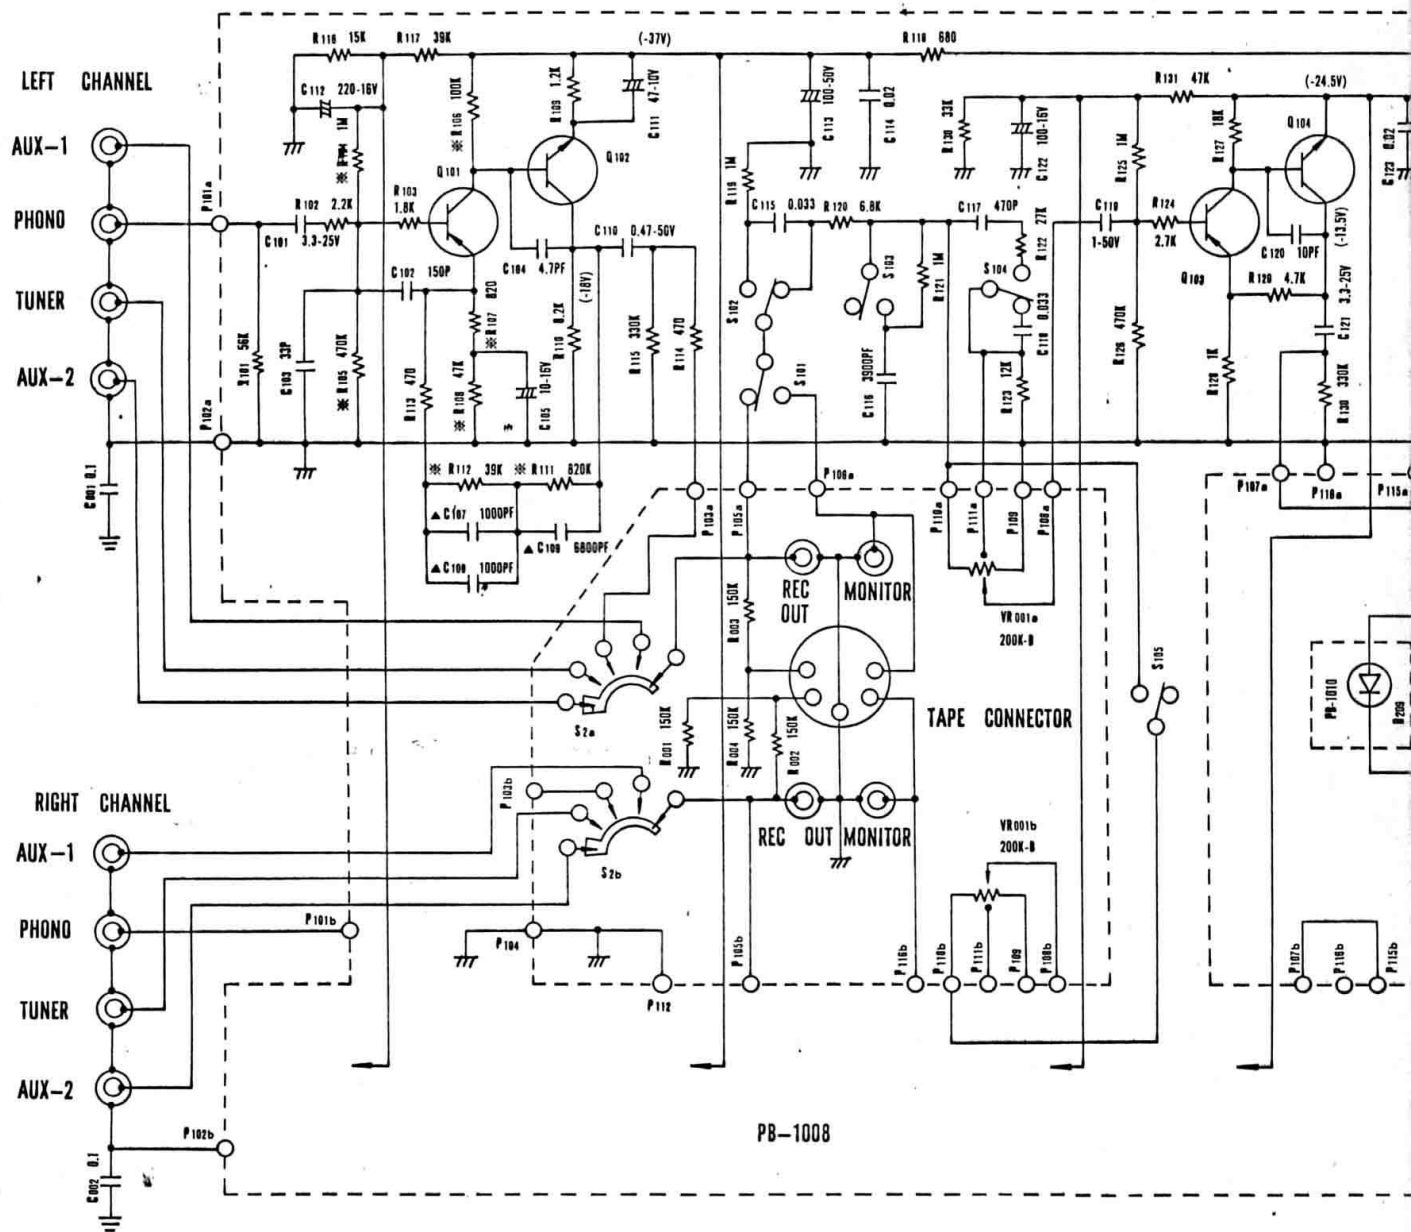 LEFT CHANNEL
AUX-1
PHONO
TUNER
AUX-2
C001 0.1
P101a
P102a
R116 15K
R117 39K
(-37V)
R118 680
C112 220-16V
1M
R102 2.2K
C101 3.3-25V
R103 1.8K
Q101
※ R106 100K
R109 1.2K
C111 47-10V
Q102
C102 150P
C104 4.7PF
C110 0.47-50V
(-18V)
R101 56K
C103 33P
※ R105 470K
R113 470
※ R107 820
※ R108 47K
C105 10-16V
R110 8.2K
R115 330K
R114 470
※ R112 39K
※ R111 820K
▲ C107 1000PF
▲ C109 6800PF
▲ C108 1000PF
C113 100-50V
C114 0.02
R119 1M
C115 0.033
R120 6.8K
S102
S101
S103
R121 1M
C116 3900PF
C117 470P
R122 27K
S104
C118 0.033
R123 12K
R130 33K
C122 100-16V
R125 1M
R131 47K
C119 1-50V
R124 2.7K
R126 470K
R127 18K
Q103
Q104
(-24.5V)
C123 0.02
(-13.5V)
C120 10PF
R129 4.7K
C121 3.3-25V
R128 1K
R130 330K
P103a
P105a
P106a
P110a
P111a
P109
P108a
P107a
P116a
P115a
REC OUT
MONITOR
VR001a
200K-B
R003 150K
R001 150K
R004 150K
R002 150K
TAPE CONNECTOR
S105
PB-1010
S2a
P103b
S2b
REC OUT
MONITOR
VR001b
200K-B
RIGHT CHANNEL
AUX-1
PHONO
TUNER
AUX-2
P101b
P104
P112
P105b
P116b
P110b
P111b
P109
P108b
P107b
P116b
P115b
P102b
C002 0.1
PB-1008